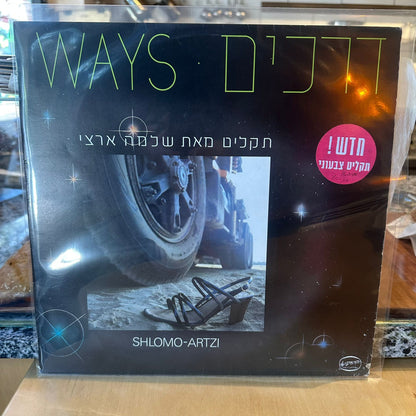 WAYS · דרכים
תקליט מאת שלמה ארצי
חדש!
תקליט צבעוני
SHLOMO-ARTZI